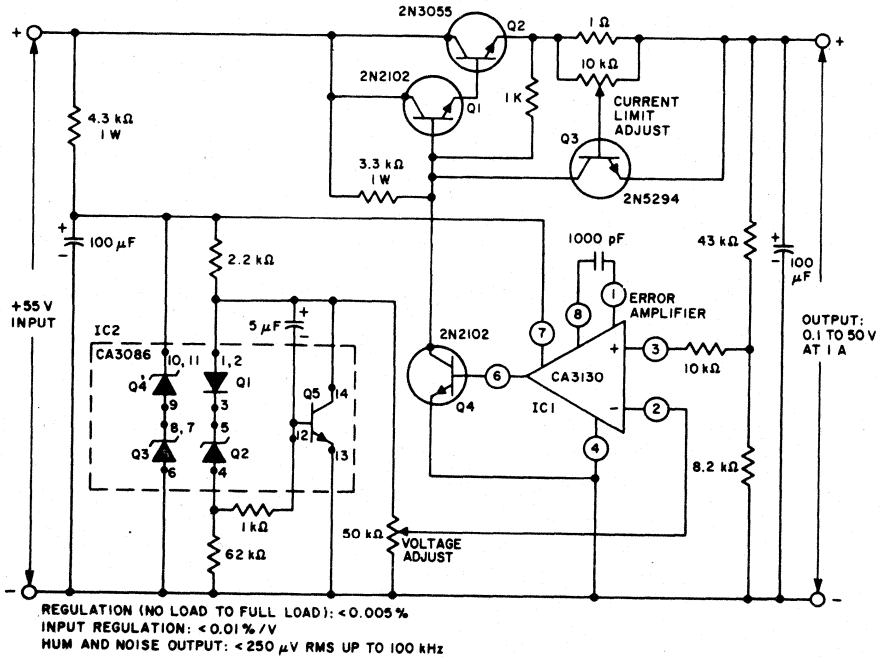 2N3055
Q2
1 Ω
+
+
10 kΩ
2N2102
Q1
1 K
CURRENT
LIMIT
ADJUST
4.3 kΩ
1 W
Q3
3.3 kΩ
1 W
2N5294
+
100 µF
-
1000 pF
43 kΩ
+
100
µF
-
2.2 kΩ
+55 V
INPUT
1
ERROR
AMPLIFIER
8
5 µF
+
-
7
OUTPUT:
0.1 TO 50 V
AT 1 A
IC2
CA3086
2N2102
10, 11
1, 2
+
3
10 kΩ
Q4
Q1
Q5
14
6
CA3130
9
3
Q4
IC1
-
2
8, 7
5
12
4
Q3
Q2
13
6
4
8.2 kΩ
1 kΩ
50 kΩ
VOLTAGE
ADJUST
62 kΩ
-
-
REGULATION (NO LOAD TO FULL LOAD): <0.005 %
INPUT REGULATION: <0.01 % /V
HUM AND NOISE OUTPUT: <250 µV RMS UP TO 100 kHz